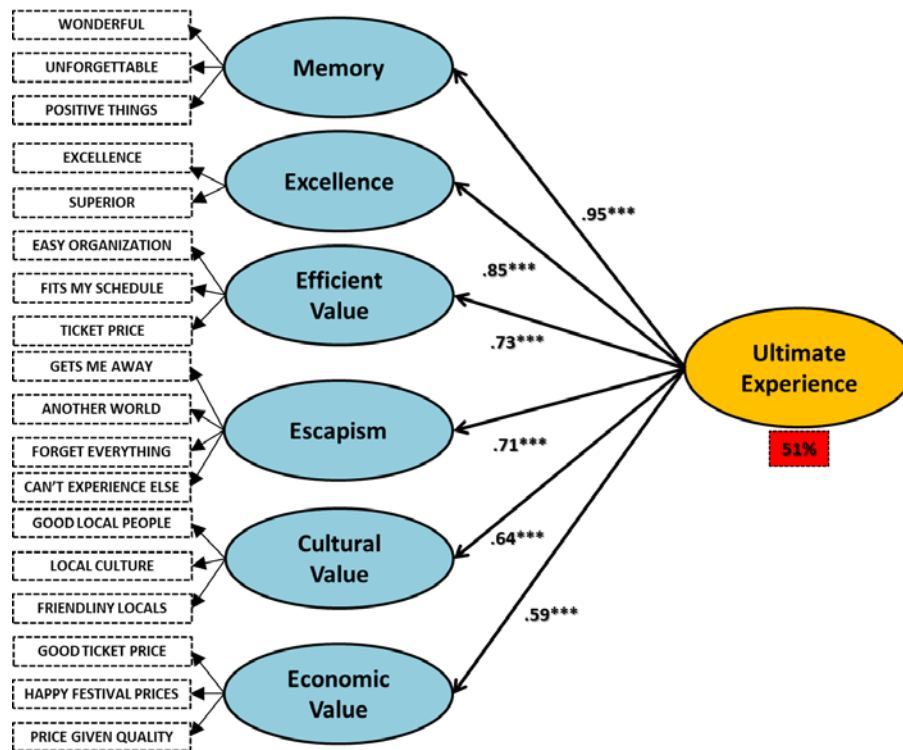 WONDERFUL
UNFORGETTABLE
POSITIVE THINGS
Memory
EXCELLENCE
SUPERIOR
Excellence
EASY ORGANIZATION
FITS MY SCHEDULE
TICKET PRICE
Efficient
Value
GETS ME AWAY
ANOTHER WORLD
FORGET EVERYTHING
CAN'T EXPERIENCE ELSE
Escapism
GOOD LOCAL PEOPLE
LOCAL CULTURE
FRIENDLINY LOCALS
Cultural
Value
GOOD TICKET PRICE
HAPPY FESTIVAL PRICES
PRICE GIVEN QUALITY
Economic
Value
.95***
.85***
.73***
.71***
.64***
.59***
Ultimate
Experience
51%